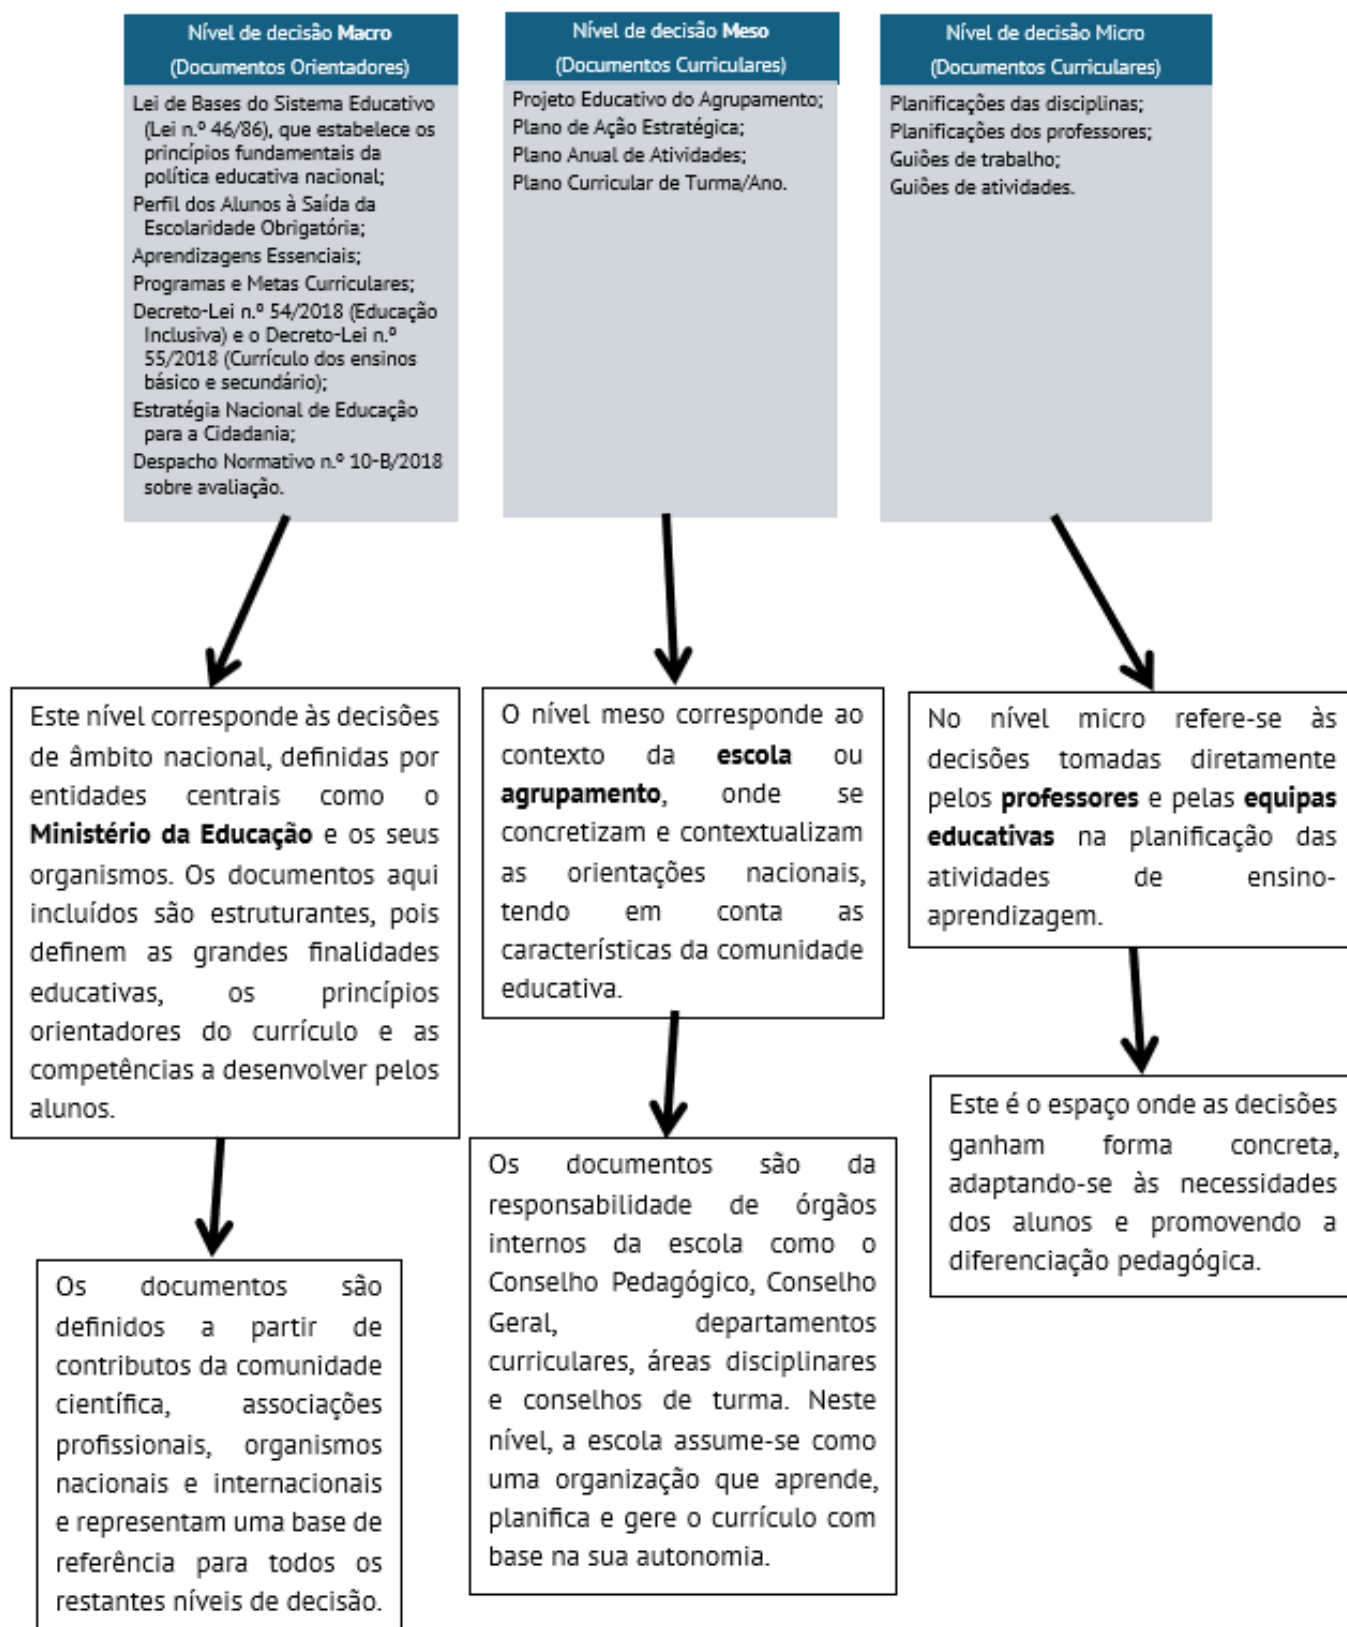 Nível de decisão Macro
(Documentos Orientadores)
Lei de Bases do Sistema Educativo
(Lei n.º 46/86), que estabelece os
princípios fundamentais da
política educativa nacional;
Perfil dos Alunos à Saída da
Escolaridade Obrigatória;
Aprendizagens Essenciais;
Programas e Metas Curriculares;
Decreto-Lei n.º 54/2018 (Educação
Inclusiva) e o Decreto-Lei n.º
55/2018 (Currículo dos ensinos
básico e secundário);
Estratégia Nacional de Educação
para a Cidadania;
Despacho Normativo n.º 10-B/2018
sobre avaliação.
Nível de decisão Meso
(Documentos Curriculares)
Projeto Educativo do Agrupamento;
Plano de Ação Estratégica;
Plano Anual de Atividades;
Plano Curricular de Turma/Ano.
Nível de decisão Micro
(Documentos Curriculares)
Planificações das disciplinas;
Planificações dos professores;
Guiões de trabalho;
Guiões de atividades.
Este nível corresponde às decisões
de âmbito nacional, definidas por
entidades centrais como o
Ministério da Educação e os seus
organismos. Os documentos aqui
incluídos são estruturantes, pois
definem as grandes finalidades
educativas, os princípios
orientadores do currículo e as
competências a desenvolver pelos
alunos.
O nível meso corresponde ao
contexto da escola ou
agrupamento, onde se
concretizam e contextualizam
as orientações nacionais,
tendo em conta as
características da comunidade
educativa.
No nível micro refere-se às
decisões tomadas diretamente
pelos professores e pelas equipas
educativas na planificação das
atividades de ensino-
aprendizagem.
Os documentos são
definidos a partir de
contributos da comunidade
científica, associações
profissionais, organismos
nacionais e internacionais
e representam uma base de
referência para todos os
restantes níveis de decisão.
Os documentos são da
responsabilidade de órgãos
internos da escola como o
Conselho Pedagógico, Conselho
Geral, departamentos
curriculares, áreas disciplinares
e conselhos de turma. Neste
nível, a escola assume-se como
uma organização que aprende,
planifica e gere o currículo com
base na sua autonomia.
Este é o espaço onde as decisões
ganham forma concreta,
adaptando-se às necessidades
dos alunos e promovendo a
diferenciação pedagógica.